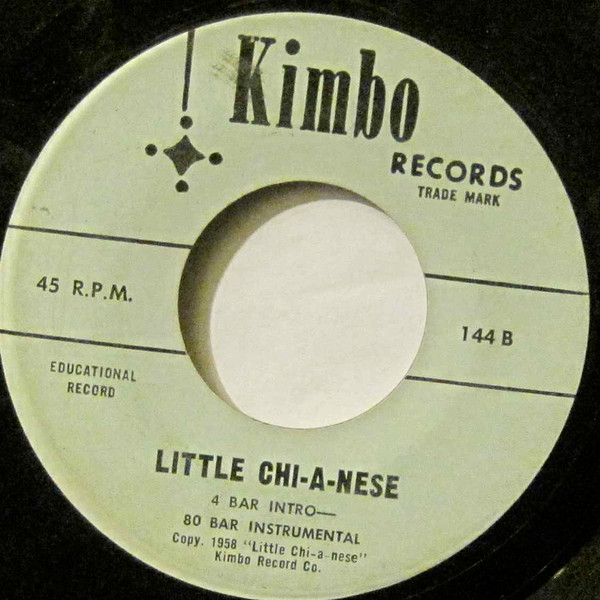 Kimbo
RECORDS
TRADE MARK
45 R.P.M.
144 B
EDUCATIONAL
RECORD
LITTLE CHI-A-NESE
4 BAR INTRO—
80 BAR INSTRUMENTAL
Copy. 1958 "Little Chi-a-nese"
Kimbo Record Co.